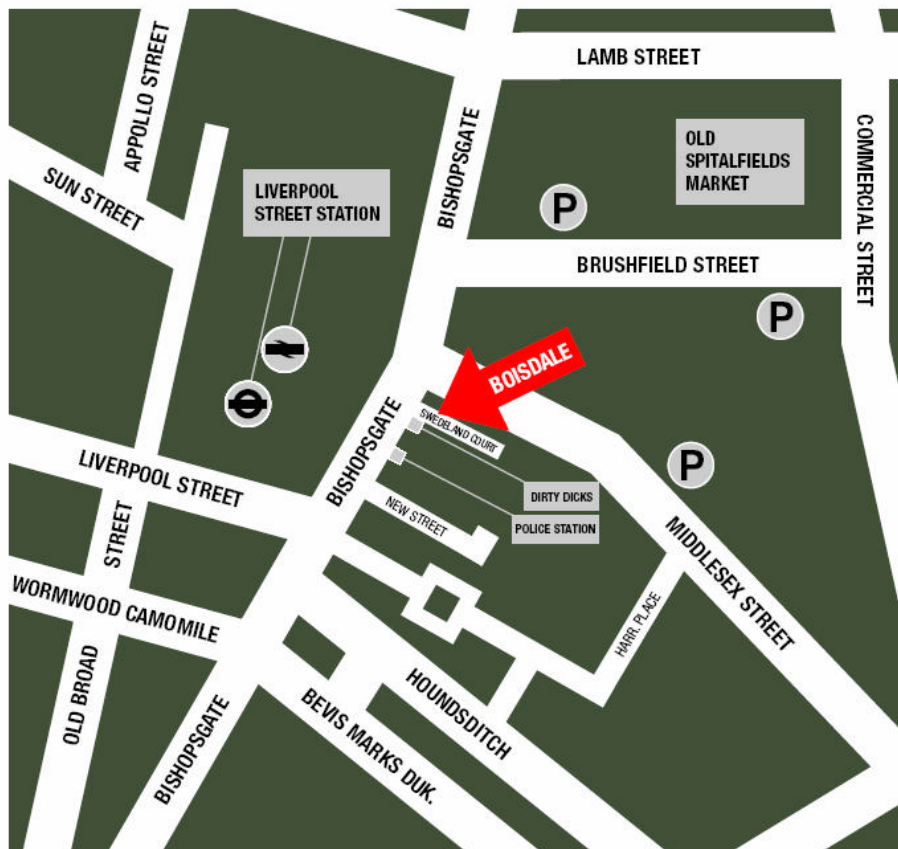 LAMB STREET
APPOLLO STREET
BISHOPSGATE
OLD
SPITALFIELDS
MARKET
COMMERCIAL STREET
SUN STREET
LIVERPOOL
STREET STATION
P
BRUSHFIELD STREET
P
BOISDALE
SWEDELAND COURT
BISHOPSGATE
LIVERPOOL STREET
P
DIRTY DICKS
NEW STREET
POLICE STATION
STREET
MIDDLESEX STREET
WORMWOOD CAMOMILE
HARR. PLACE
OLD BROAD
HOUNDSDITCH
BISHOPSGATE
BEVIS MARKS DUK.